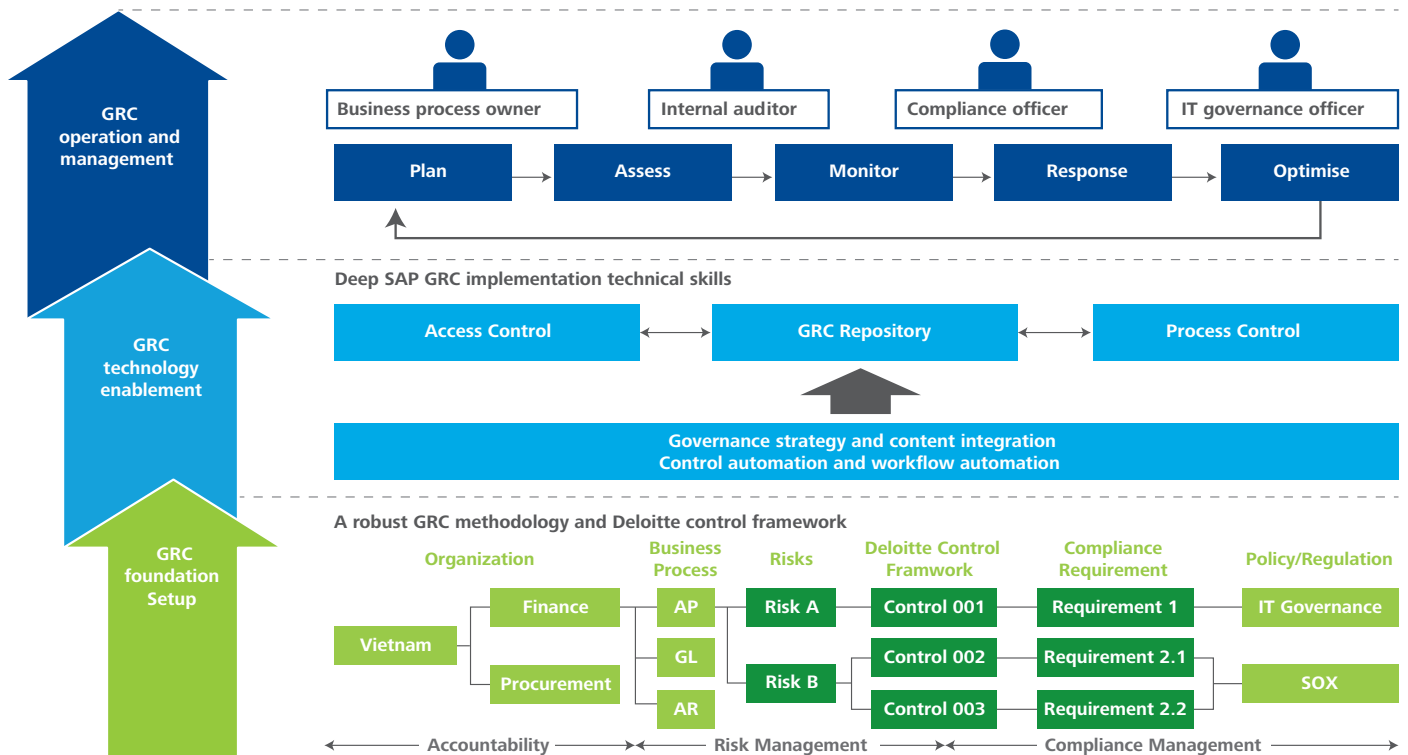 GRC
operation and
management
Business process owner
Internal auditor
Compliance officer
IT governance officer
Plan
Assess
Monitor
Response
Optimise
Deep SAP GRC implementation technical skills
GRC
technology
enablement
Access Control
GRC Repository
Process Control
Governance strategy and content integration
Control automation and workflow automation
A robust GRC methodology and Deloitte control framework
GRC
foundation
Setup
Organization
Business
Process
Risks
Deloitte Control
Framwork
Compliance
Requirement
Policy/Regulation
Vietnam
Finance
Procurement
AP
GL
AR
Risk A
Risk B
Control 001
Control 002
Control 003
Requirement 1
Requirement 2.1
Requirement 2.2
IT Governance
SOX
Accountability
Risk Management
Compliance Management